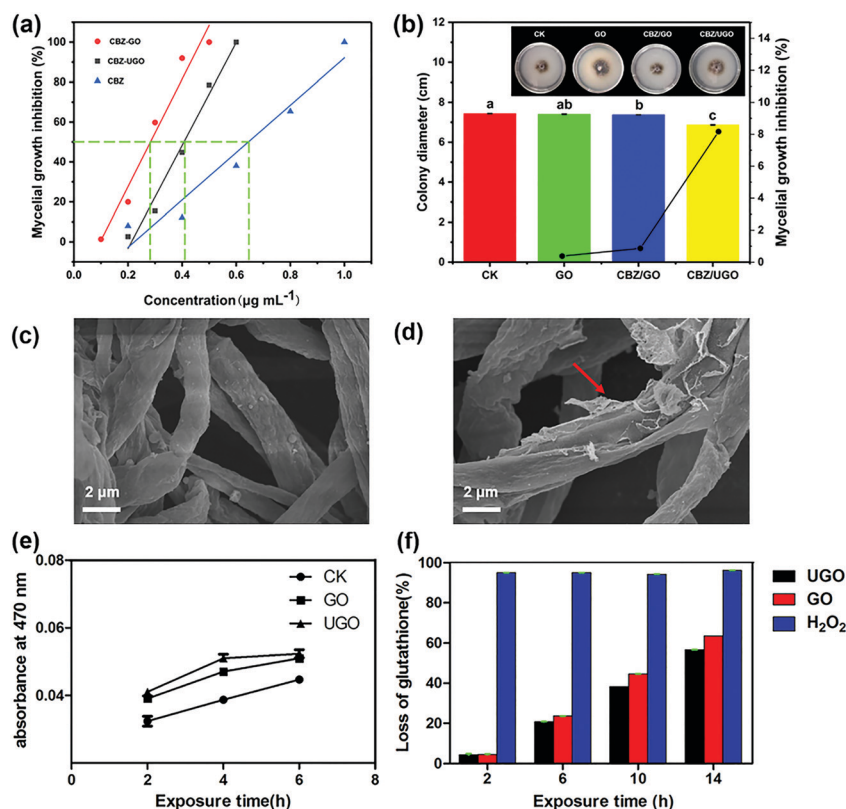 (a)
Mycelial growth inhibition (%)
100
80
60
40
20
0
CBZ-GO
CBZ-UGO
CBZ
0.0 0.2 0.4 0.6 0.8 1.0
Concentration (μg mL-1)
(b)
Colony diameter (cm)
12
10
8
6
4
2
0
CK GO CBZ/GO CBZ/UGO
a ab b c
CK GO CBZ/GO CBZ/UGO
14
12
10
8
6
4
2
0
Mycelial growth inhibition (%)
(c)
2 μm
(d)
2 μm
(e)
absorbance at 470 nm
0.08
0.06
0.04
CK
GO
UGO
0 2 4 6 8
Exposure time(h)
(f)
Loss of glutathione(%)
100
80
60
40
20
0
2 6 10 14
Exposure time (h)
UGO
GO
H2O2